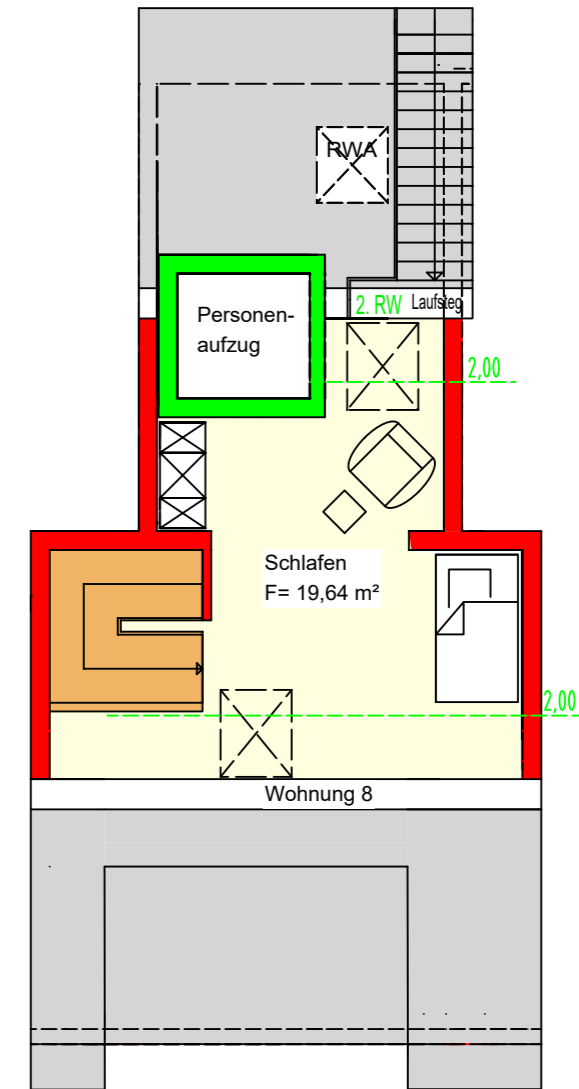 RWA
Personen-
aufzug
2. RW
Laufsteg
2,00
Schlafen
F= 19,64 m²
2,00
Wohnung 8